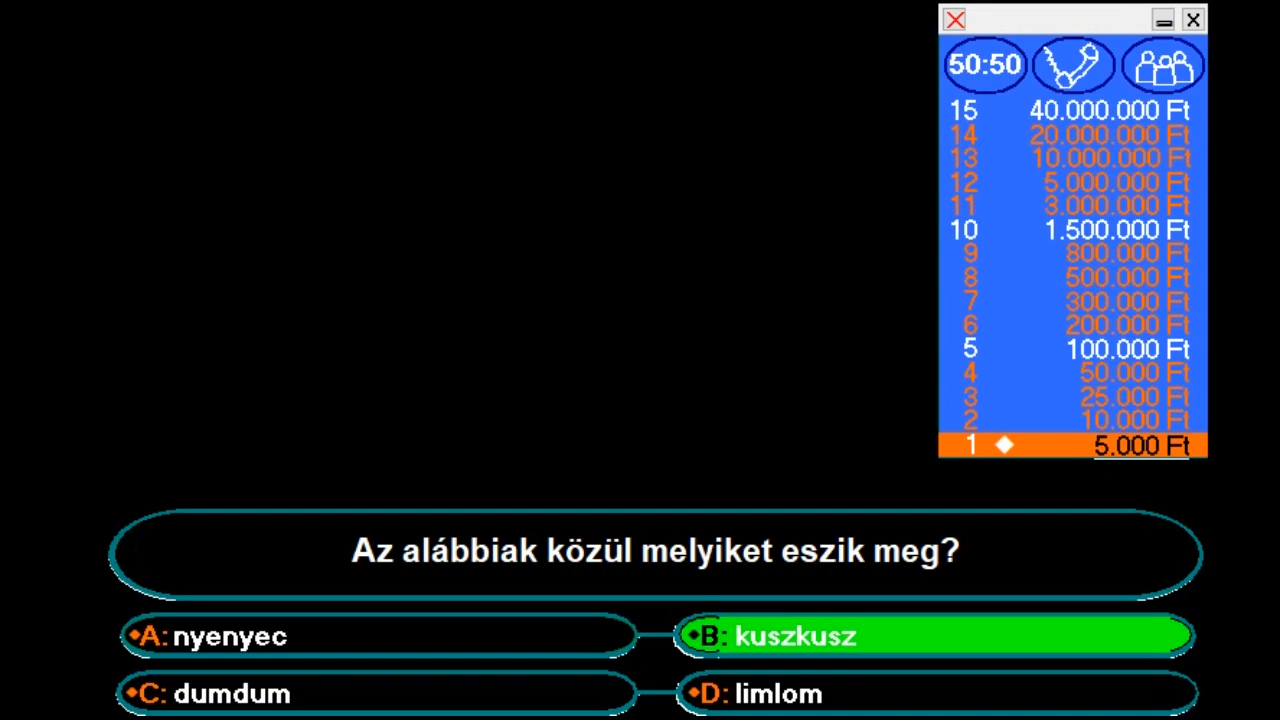 50:50
15 40.000.000 Ft
14 20.000.000 Ft
13 10.000.000 Ft
12 5.000.000 Ft
11 3.000.000 Ft
10 1.500.000 Ft
9 800.000 Ft
8 500.000 Ft
7 300.000 Ft
6 200.000 Ft
5 100.000 Ft
4 50.000 Ft
3 25.000 Ft
2 10.000 Ft
1 5.000 Ft
Az alábbiak közül melyiket eszik meg?
A: nyenyec
B: kuszkusz
C: dumdum
D: limlom